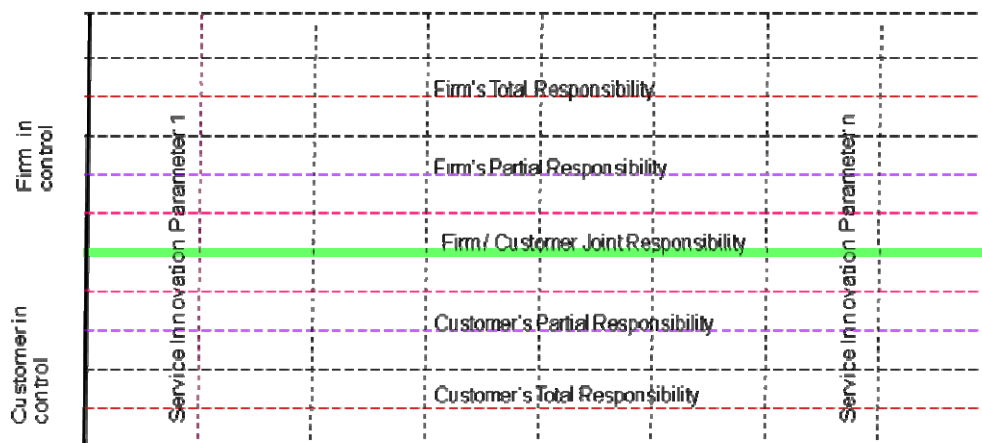 Firm's Total Responsibility
Firm in
control
Service Innovation Parameter 1
Service Innovation Parameter n
Firm's Partial Responsibility
Firm / Customer Joint Responsibility
Customer in
control
Customer's Partial Responsibility
Customer's Total Responsibility